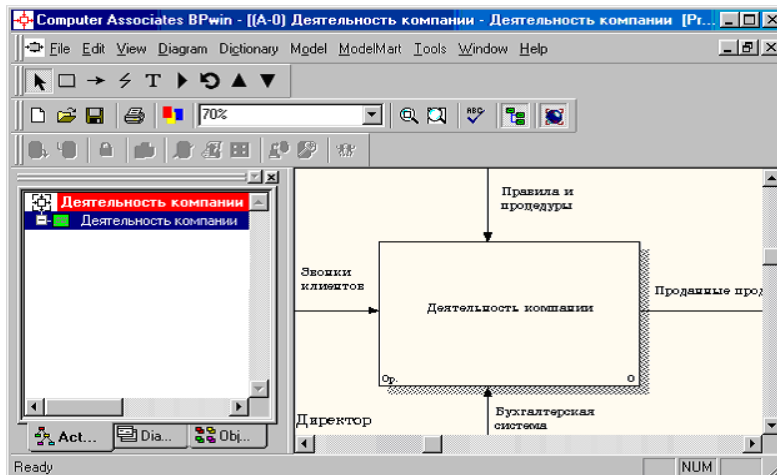 Computer Associates BPwin - [(A-0) Деятельность компании - Деятельность компании [Pr...
File Edit View Diagram Dictionary Model ModelMart Tools Window Help
T
70%
ABC
Деятельность компании
Деятельность компании
Правила и
процедуры
Звонки
клиентов
Деятельность компании
Проданные прод
0р.
0
Директор
Бухгалтерская
система
Act...
Dia...
Obj...
Ready
NUM